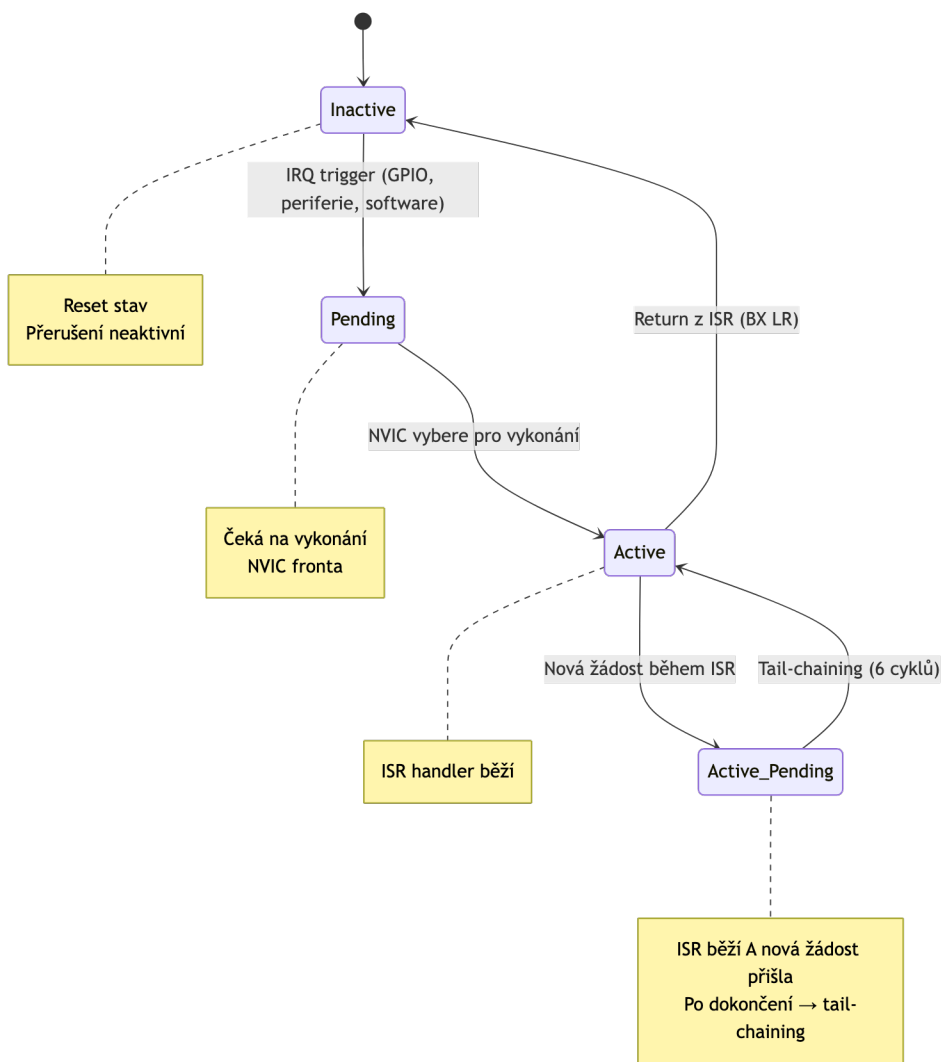 Inactive
IRQ trigger (GPIO,
periferie, software)
Reset stav
Přerušení neaktivní
Pending
Return z ISR (BX LR)
NVIC vybere pro vykonání
Čeká na vykonání
NVIC fronta
Active
Nová žádost během ISR
Tail-chaining (6 cyklů)
ISR handler běží
Active_Pending
ISR běží A nová žádost
přišla
Po dokončení → tail-
chaining